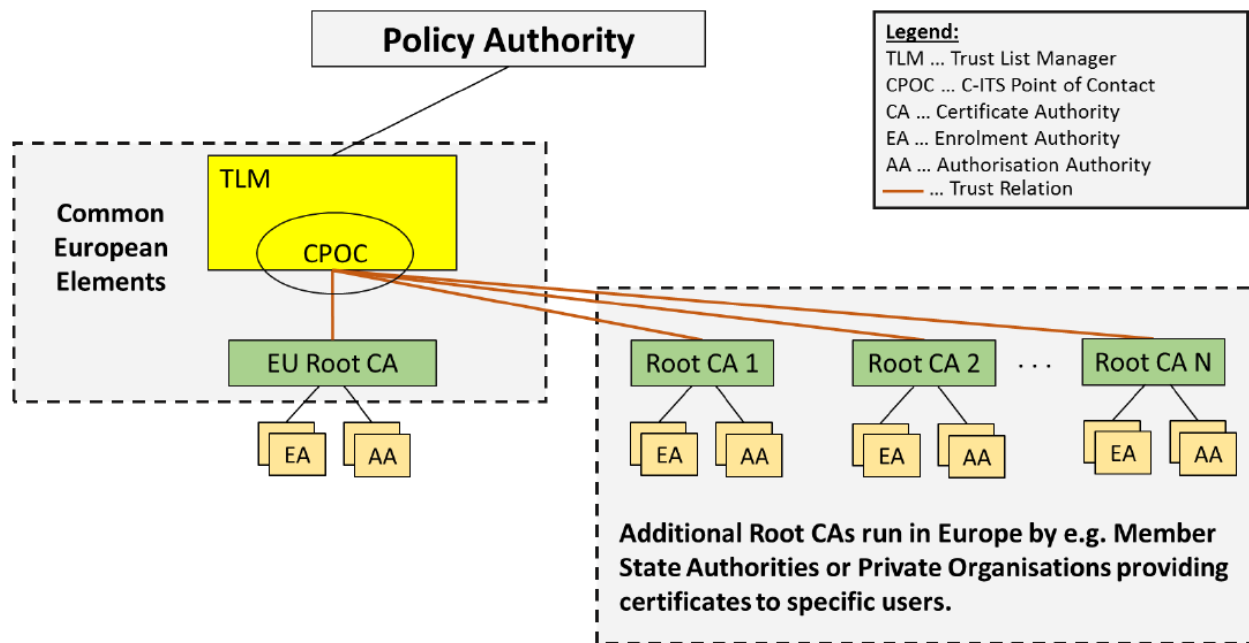 Policy Authority
Legend:
TLM ... Trust List Manager
CPOC ... C-ITS Point of Contact
CA ... Certificate Authority
EA ... Enrolment Authority
AA ... Authorisation Authority
... Trust Relation
TLM
Common
European
Elements
CPOC
EU Root CA
Root CA 1
Root CA 2
. . .
Root CA N
EA
AA
EA
AA
EA
AA
EA
AA
Additional Root CAs run in Europe by e.g. Member
State Authorities or Private Organisations providing
certificates to specific users.